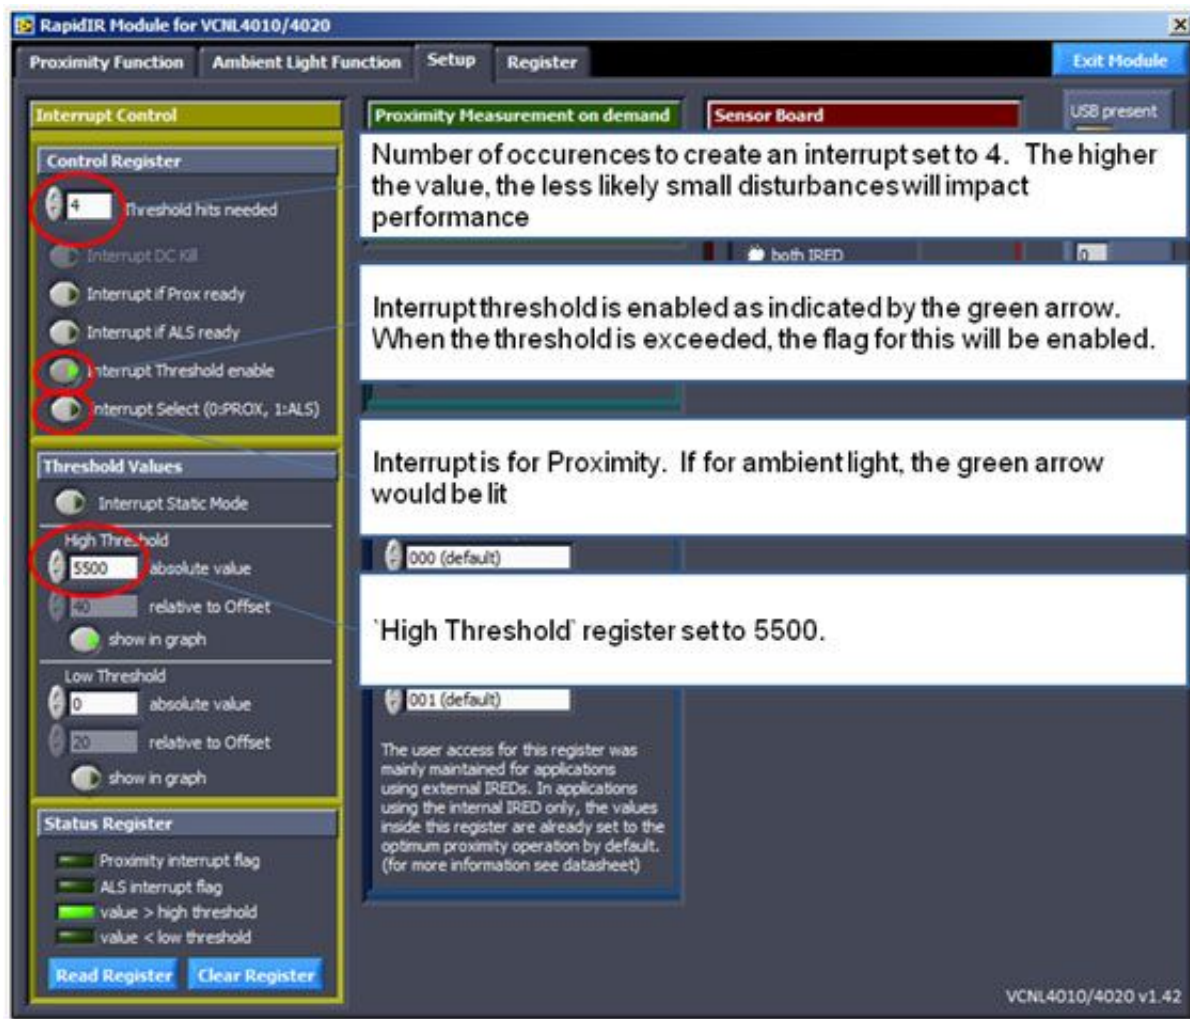 RapidIR Module for VCNL4010/4020
Proximity Function
Ambient Light Function
Setup
Register
Exit Module
Interrupt Control
Control Register
4
Threshold hits needed
Interrupt DC Kill
Interrupt if Prox ready
Interrupt if ALS ready
Interrupt Threshold enable
Interrupt Select (0:PROX, 1:ALS)
Threshold Values
Interrupt Static Mode
High Threshold
5500 absolute value
40 relative to Offset
show in graph
Low Threshold
0 absolute value
20 relative to Offset
show in graph
Status Register
Proximity interrupt flag
ALS interrupt flag
value > high threshold
value < low threshold
Read Register
Clear Register
Proximity Measurement on demand
Sensor Board
USB present
Number of occurences to create an interrupt set to 4. The higher
the value, the less likely small disturbances will impact
performance
both IRED
0
Interrupt threshold is enabled as indicated by the green arrow.
When the threshold is exceeded, the flag for this will be enabled.
Interrupt is for Proximity. If for ambient light, the green arrow
would be lit
000 (default)
`High Threshold` register set to 5500.
001 (default)
The user access for this register was
mainly maintained for applications
using external IREDs. In applications
using the internal IRED only, the values
inside this register are already set to the
optimum proximity operation by default.
(for more information see datasheet)
VCNL4010/4020 v1.42